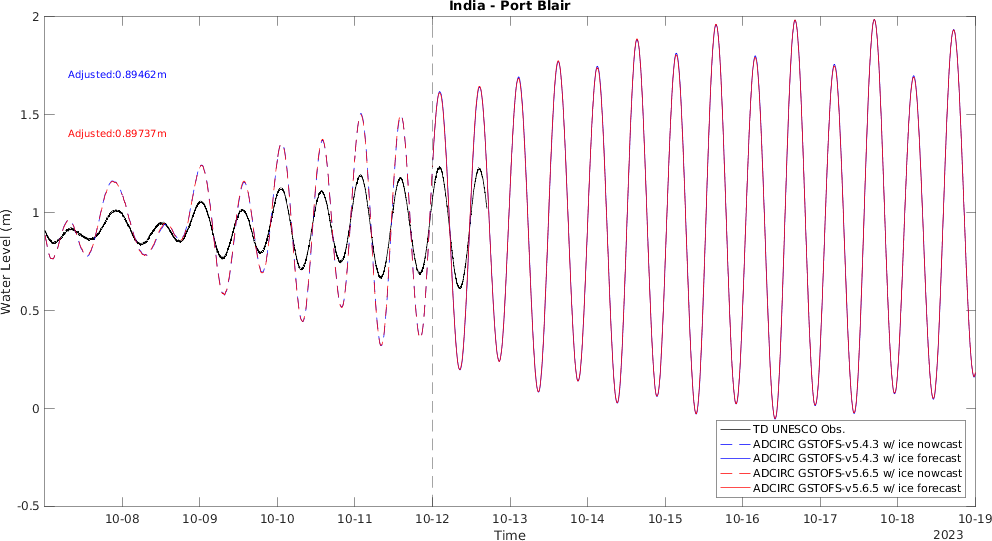 India - Port Blair
2
1.5
1
0.5
0
-0.5
Water Level (m)
Adjusted:0.89462m
Adjusted:0.89737m
TD UNESCO Obs.
ADCIRC GSTOFS-v5.4.3 w/ ice nowcast
ADCIRC GSTOFS-v5.4.3 w/ ice forecast
ADCIRC GSTOFS-v5.6.5 w/ ice nowcast
ADCIRC GSTOFS-v5.6.5 w/ ice forecast
10-08 10-09 10-10 10-11 10-12 10-13 10-14 10-15 10-16 10-17 10-18 10-19
Time
2023